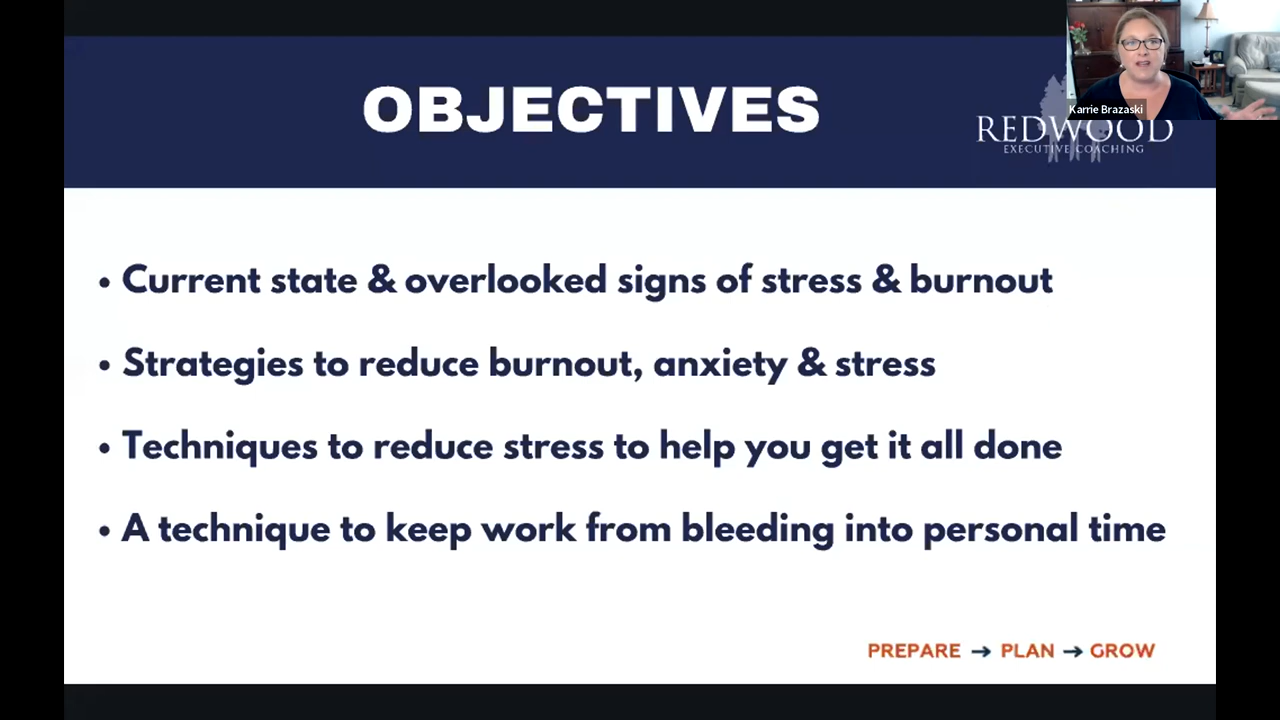 OBJECTIVES
Karrie Brazaski
REDWOOD
EXECUTIVE COACHING
• Current state & overlooked signs of stress & burnout
• Strategies to reduce burnout, anxiety & stress
• Techniques to reduce stress to help you get it all done
• A technique to keep work from bleeding into personal time
PREPARE → PLAN → GROW